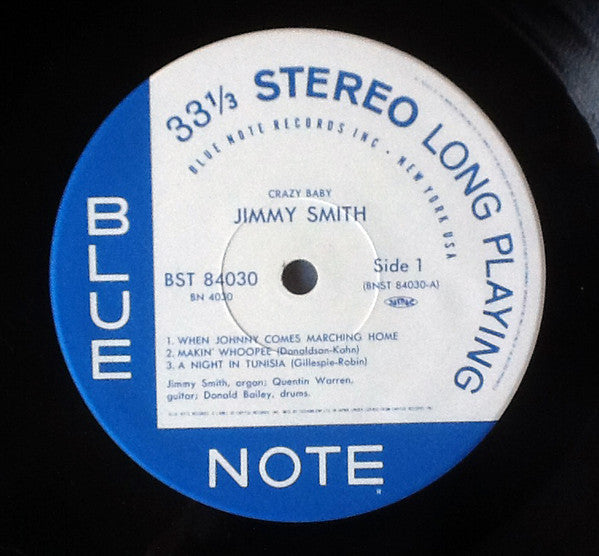 33⅓ STEREO LONG PLAYING
BLUE NOTE RECORDS INC · NEW YORK USA
CRAZY BABY
JIMMY SMITH
BST 84030
BN 4030
Side 1
(BNST 84030-A)
1. WHEN JOHNNY COMES MARCHING HOME
2. MAKIN' WHOOPEE (Donaldson-Kahn)
3. A NIGHT IN TUNISIA (Gillespie-Robin)
Jimmy Smith, organ; Quentin Warren,
guitar; Donald Bailey, drums.
BLUE
NOTE